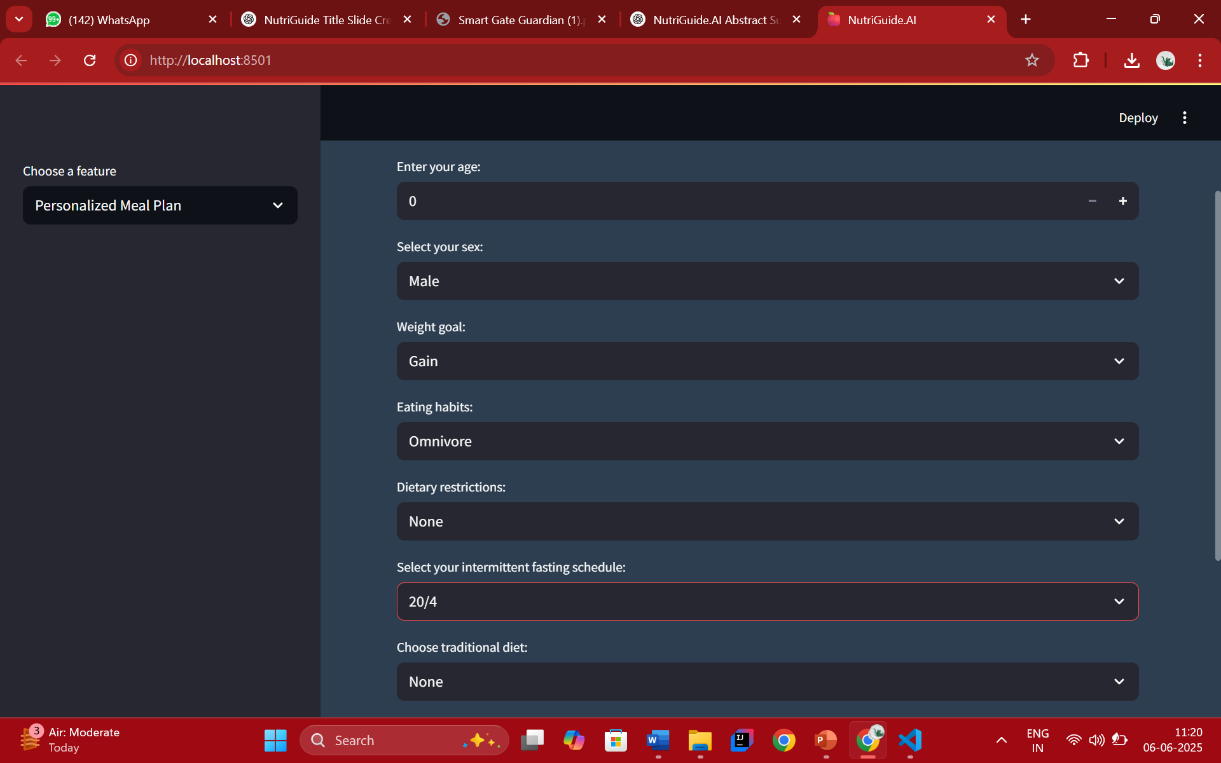 (142) WhatsApp
NutriGuide Title Slide Cre
Smart Gate Guardian (1).
NutriGuide.AI Abstract Su
NutriGuide.AI
http://localhost:8501
Deploy
Choose a feature
Personalized Meal Plan
Enter your age:
0
Select your sex:
Male
Weight goal:
Gain
Eating habits:
Omnivore
Dietary restrictions:
None
Select your intermittent fasting schedule:
20/4
Choose traditional diet:
None
3
Air: Moderate
Today
Search
ENG
IN
11:20
06-06-2025